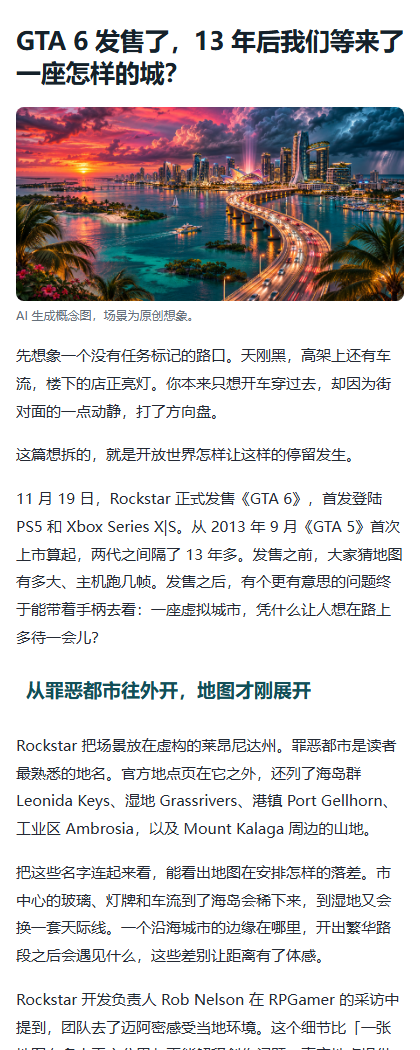 GTA 6 发售了，13 年后我们等来了
一座怎样的城？
AI 生成概念图，场景为原创想象。
先想象一个没有任务标记的路口。天刚黑，高架上还有车
流，楼下的店正亮灯。你本来只想开车穿过去，却因为街
对面的一点动静，打了方向盘。
这篇想拆的，就是开放世界怎样让这样的停留发生。
11 月 19 日，Rockstar 正式发售《GTA 6》，首发登陆
PS5 和 Xbox Series X|S。从 2013 年 9 月《GTA 5》首次
上市算起，两代之间隔了 13 年多。发售之前，大家猜地图
有多大、主机跑几帧。发售之后，有个更有意思的问题终
于能带着手柄去看：一座虚拟城市，凭什么让人想在路上
多待一会儿？
从罪恶都市往外开，地图才刚展开
Rockstar 把场景放在虚构的莱昂尼达州。罪恶都市是读者
最熟悉的地名。官方地点页在它之外，还列了海岛群
Leonida Keys、湿地 Grassrivers、港镇 Port Gellhorn、
工业区 Ambrosia，以及 Mount Kalaga 周边的山地。
把这些名字连起来看，能看出地图在安排怎样的落差。市
中心的玻璃、灯牌和车流到了海岛会稀下来，到湿地又会
换一套天际线。一个沿海城市的边缘在哪里，开出繁华路
段之后会遇见什么，这些差别让距离有了体感。
Rockstar 开发负责人 Rob Nelson 在 RPGamer 的采访中
提到，团队去了迈阿密感受当地环境。这个细节比「一张